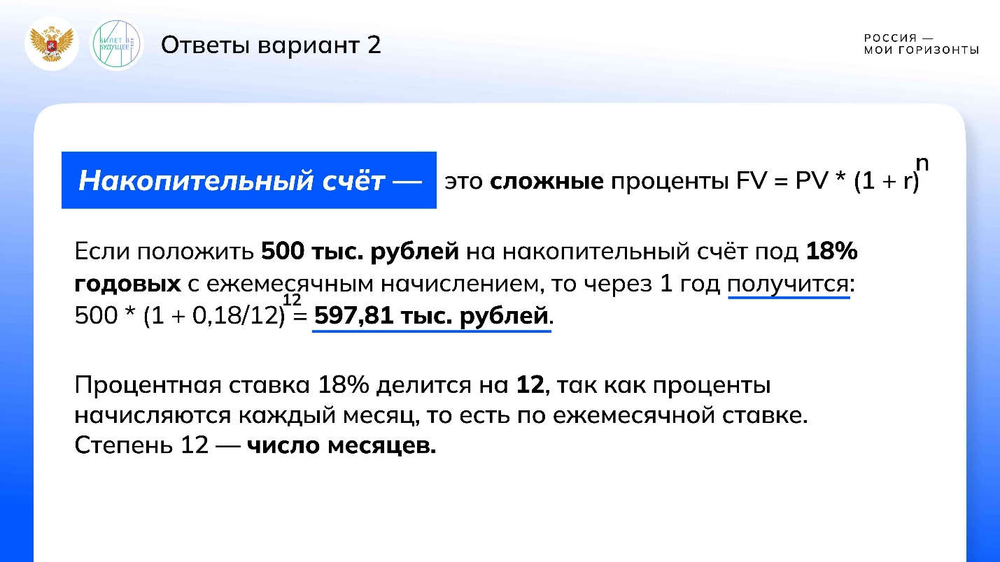 БИЛЕТ В
БУДУЩЕЕ
Ответы вариант 2
РОССИЯ —
МОИ ГОРИЗОНТЫ
Накопительный счёт — это сложные проценты FV = PV * (1 + r)^n
Если положить 500 тыс. рублей на накопительный счёт под 18%
годовых с ежемесячным начислением, то через 1 год получится:
500 * (1 + 0,18/12)^12 = 597,81 тыс. рублей.
Процентная ставка 18% делится на 12, так как проценты
начисляются каждый месяц, то есть по ежемесячной ставке.
Степень 12 — число месяцев.